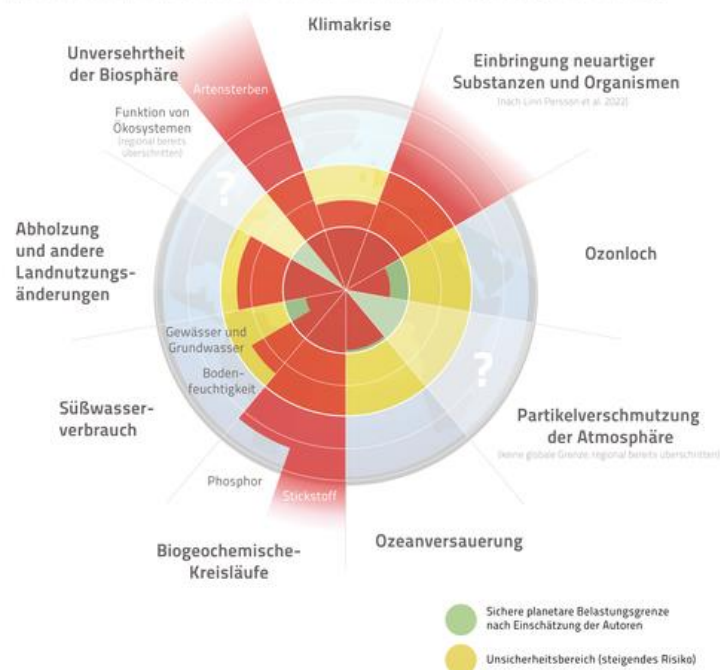 Klimakrise
Unversehrtheit
der Biosphäre
Artensterben
Einbringung neuartiger
Substanzen und Organismen
(nach Linn Persson et al. 2022)
Funktion von
Ökosystemen
(regional bereits
überschritten)
?
Abholzung
und andere
Landnutzungs-
änderungen
Ozonloch
Gewässer und
Grundwasser
Boden-
feuchtigkeit
?
Süßwasser-
verbrauch
Partikelverschmutzung
der Atmosphäre
(keine globale Grenze, regional bereits überschritten)
Phosphor
Stickstoff
Biogeochemische-
Kreisläufe
Ozeanversauerung
Sichere planetare Belastungsgrenze
nach Einschätzung der Autoren
Unsicherheitsbereich (steigendes Risiko)